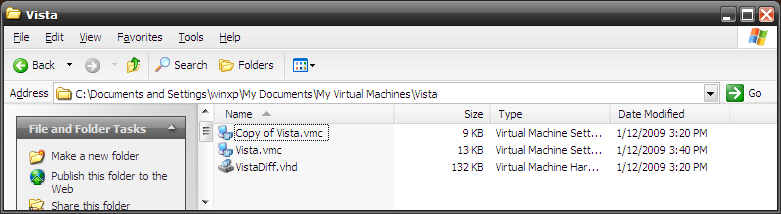 Vista
File Edit View Favorites Tools Help
Back Search Folders
Address C:\Documents and Settings\winxp\My Documents\My Virtual Machines\Vista Go
Name Size Type Date Modified
File and Folder Tasks
Make a new folder
Publish this folder to the
Web
Share this folder
Copy of Vista.vmc 9 KB Virtual Machine Sett... 1/12/2009 3:20 PM
Vista.vmc 13 KB Virtual Machine Sett... 1/12/2009 3:40 PM
VistaDiff.vhd 132 KB Virtual Machine Har... 1/12/2009 3:20 PM